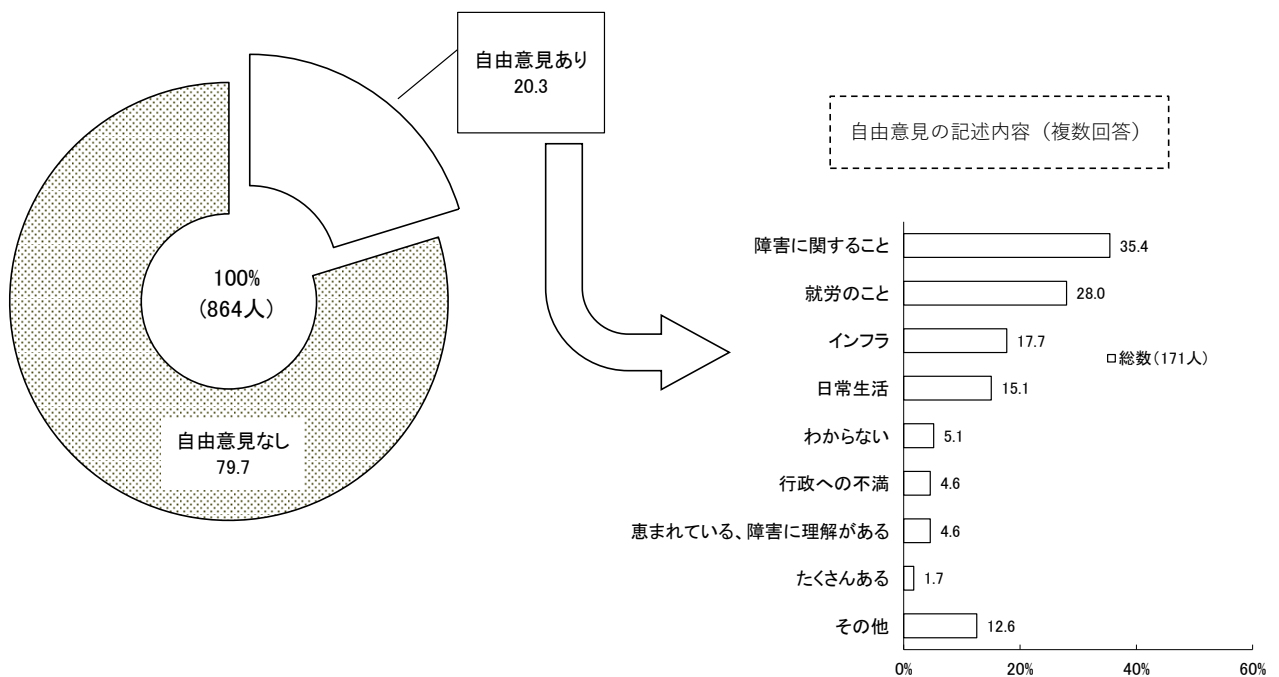 自由意見あり
20.3
100%
(864人)
自由意見なし
79.7
自由意見の記述内容（複数回答）
障害に関すること 35.4
就労のこと 28.0
インフラ 17.7
□総数(171人)
日常生活 15.1
わからない 5.1
行政への不満 4.6
恵まれている、障害に理解がある 4.6
たくさんある 1.7
その他 12.6
0% 20% 40% 60%